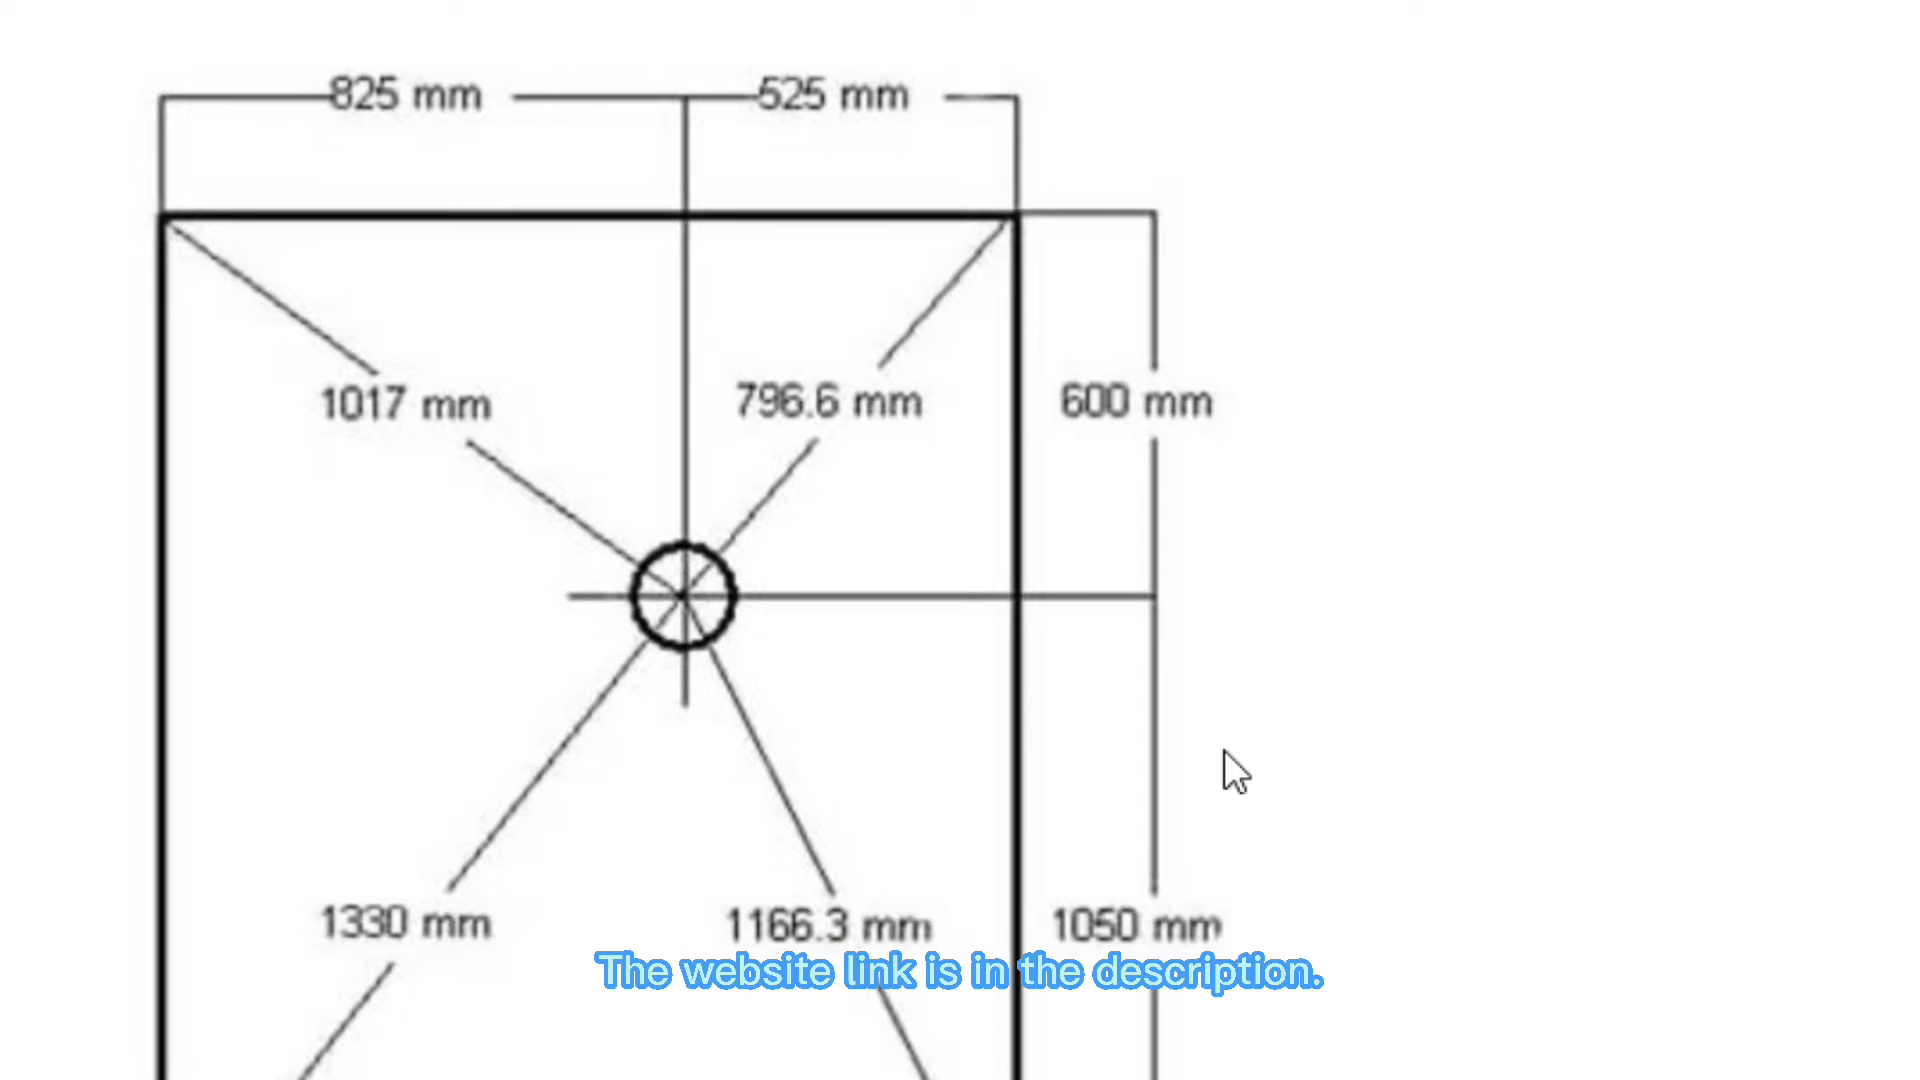 825 mm 525 mm
1017 mm 796.6 mm 600 mm
1330 mm 1166.3 mm 1050 mm
The website link is in the description.